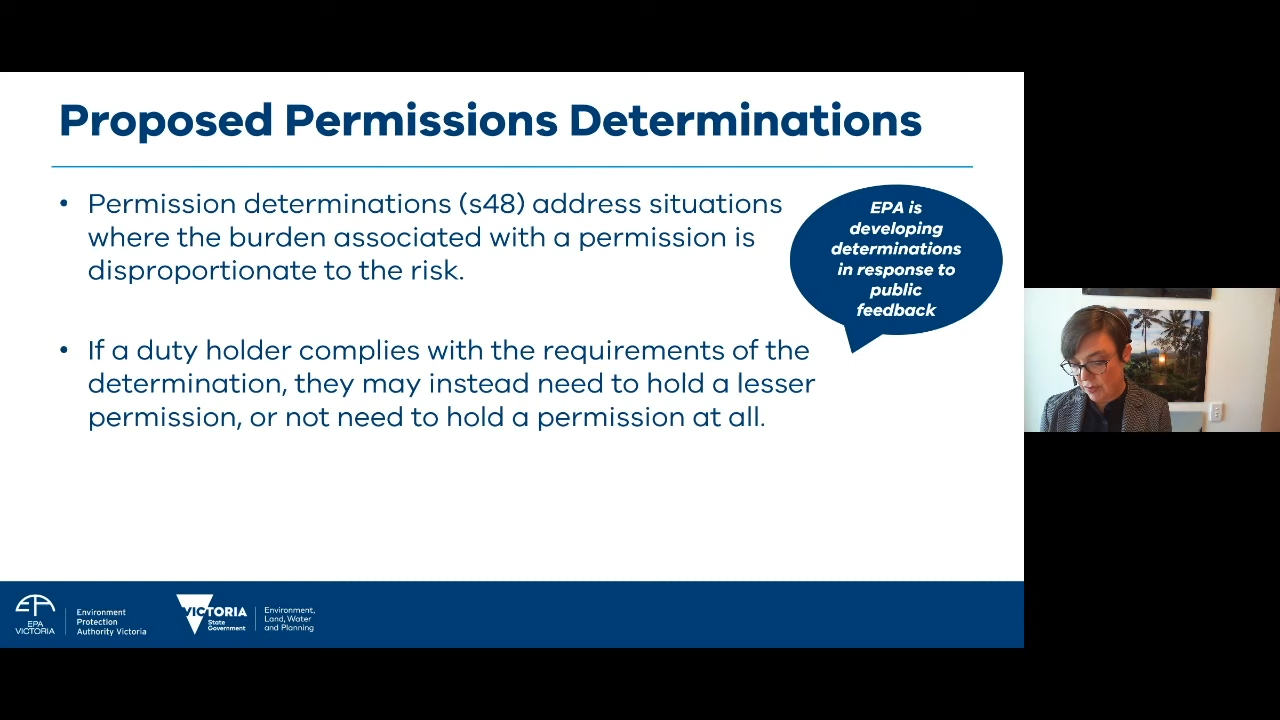 Proposed Permissions Determinations
• Permission determinations (s48) address situations
where the burden associated with a permission is
disproportionate to the risk.
• If a duty holder complies with the requirements of the
determination, they may instead need to hold a lesser
permission, or not need to hold a permission at all.
EPA is
developing
determinations
in response to
public
feedback
EPA
VICTORIA
Environment
Protection
Authority Victoria
VICTORIA
State
Government
Environment,
Land, Water
and Planning